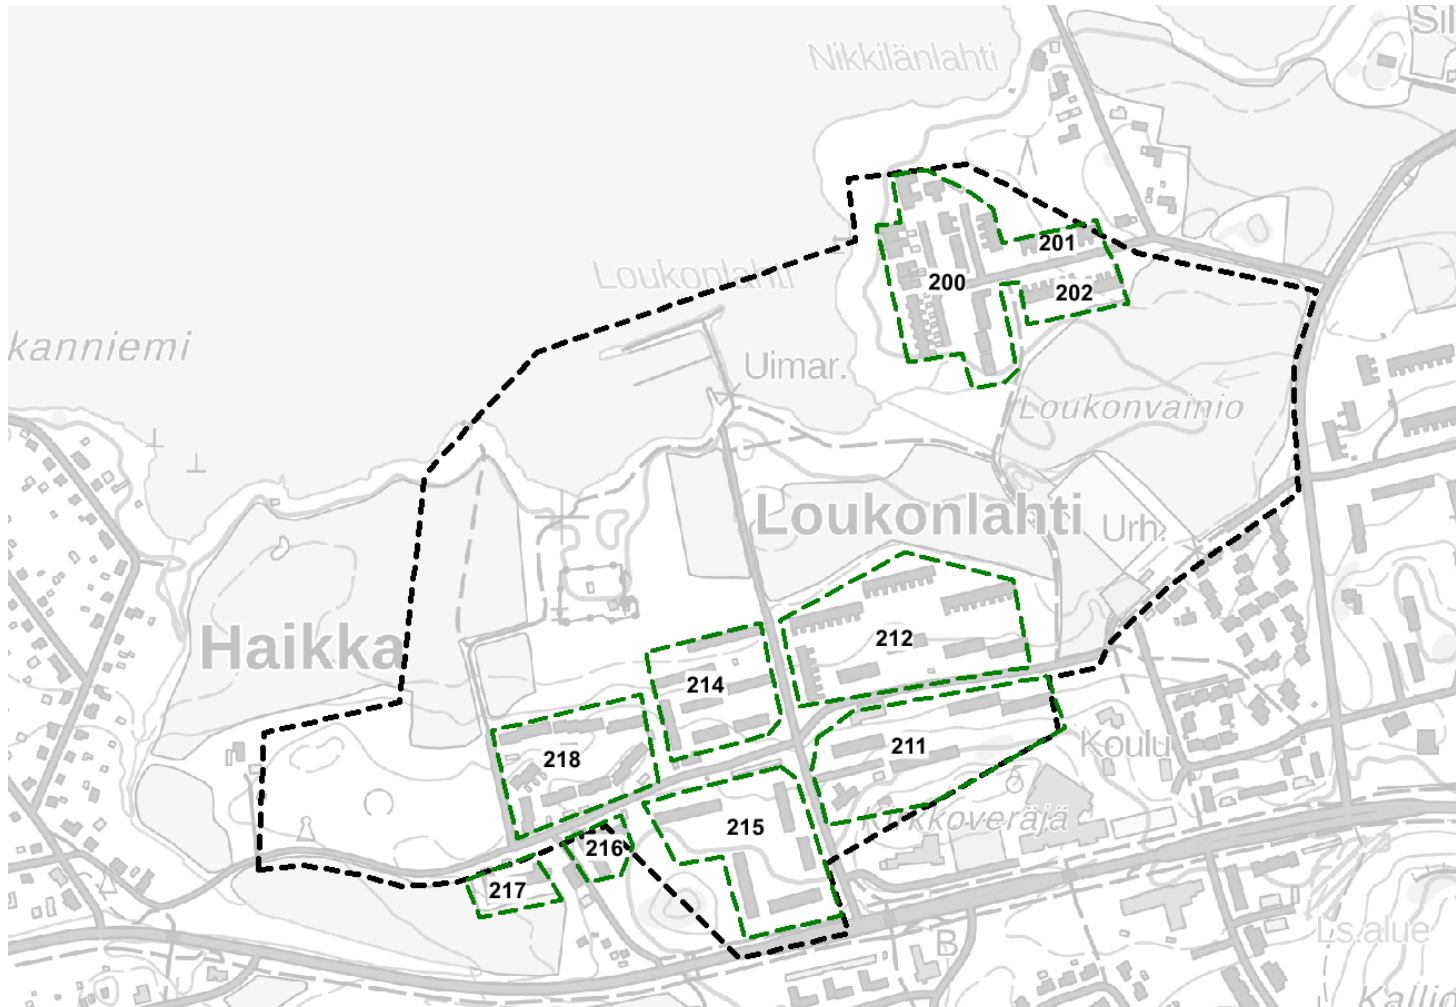 Sil
Nikkilänlahti
201
Loukonlahti
200
202
kanniemi
Uimar.
Loukonvainio
Loukonlahti
Urh.
Haikka
212
214
211
Koulu
218
215
Kirkkoveräjä
216
217
Ls.alue
B
Kallio